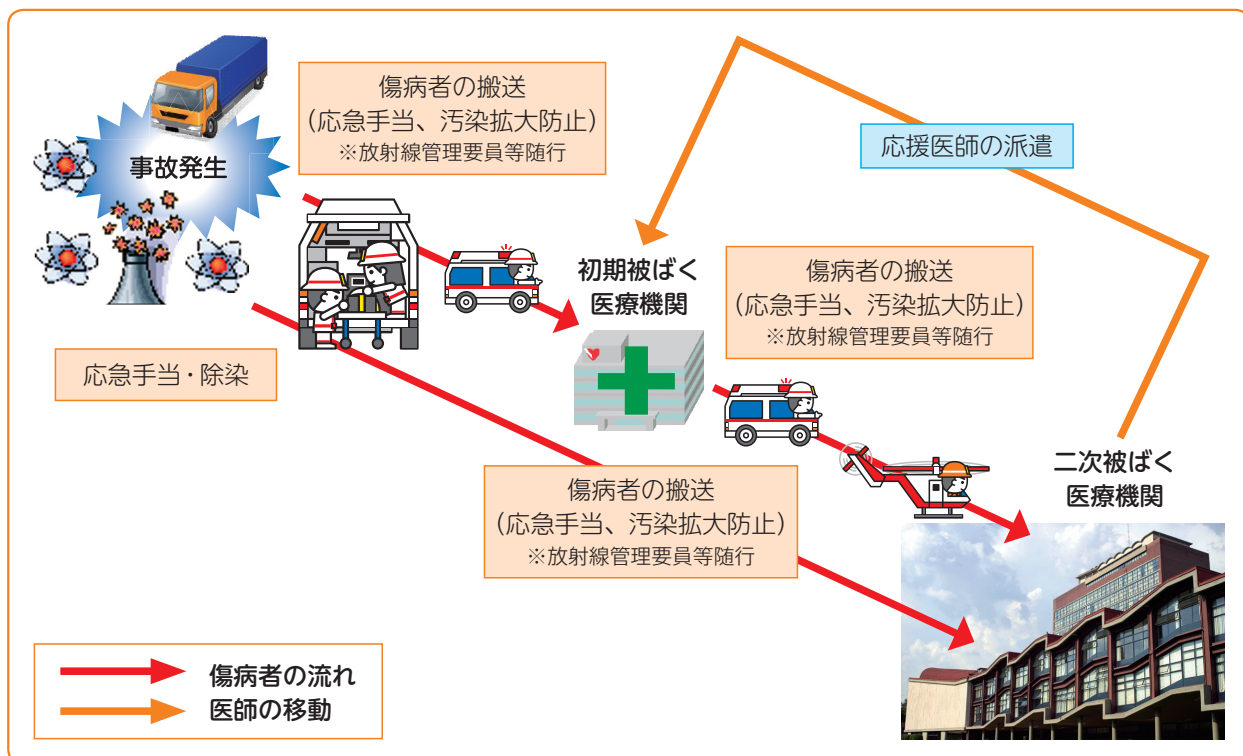 事故発生
傷病者の搬送
（応急手当、汚染拡大防止）
※放射線管理要員等随行
応援医師の派遣
初期被ばく
医療機関
傷病者の搬送
（応急手当、汚染拡大防止）
※放射線管理要員等随行
応急手当・除染
傷病者の搬送
（応急手当、汚染拡大防止）
※放射線管理要員等随行
二次被ばく
医療機関
傷病者の流れ
医師の移動